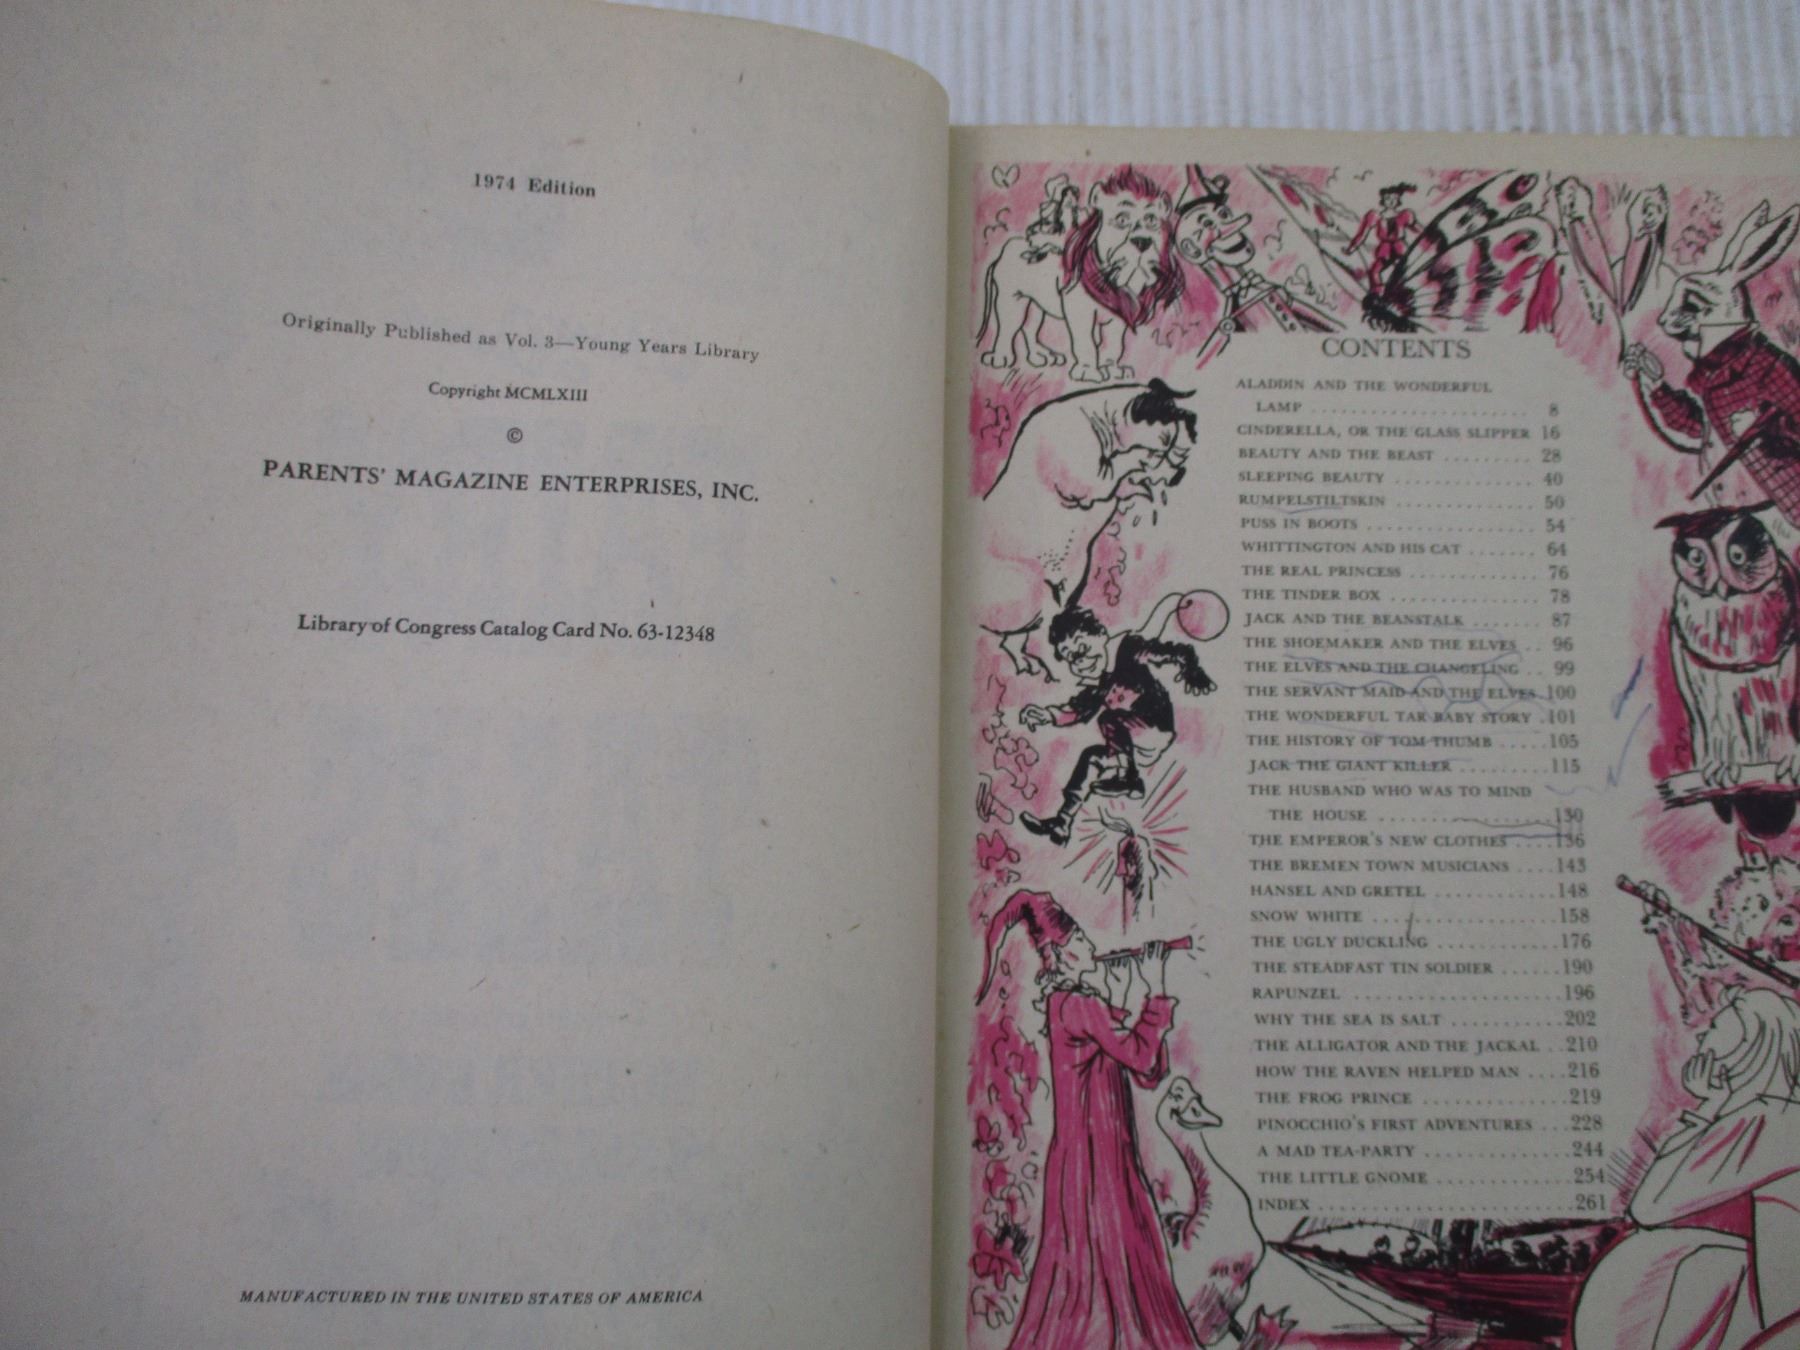 1974 Edition
Originally Published as Vol. 3—Young Years Library
Copyright MCMLXIII
©
PARENTS' MAGAZINE ENTERPRISES, INC.
Library of Congress Catalog Card No. 63-12348
MANUFACTURED IN THE UNITED STATES OF AMERICA
CONTENTS
ALADDIN AND THE WONDERFUL
LAMP ...................... 8
CINDERELLA, OR THE GLASS SLIPPER 16
BEAUTY AND THE BEAST ......... 28
SLEEPING BEAUTY .............. 40
RUMPELSTILTSKIN .............. 50
PUSS IN BOOTS ................. 54
WHITTINGTON AND HIS CAT ....... 64
THE REAL PRINCESS ............. 76
THE TINDER BOX ............... 78
JACK AND THE BEANSTALK ....... 87
THE SHOEMAKER AND THE ELVES .. 96
THE ELVES AND THE CHANGELING .. 99
THE SERVANT MAID AND THE ELVES .100
THE WONDERFUL TAR BABY STORY .101
THE HISTORY OF TOM THUMB .....105
JACK THE GIANT KILLER .........115
THE HUSBAND WHO WAS TO MIND
THE HOUSE ...................130
THE EMPEROR'S NEW CLOTHES ....136
THE BREMEN TOWN MUSICIANS ....143
HANSEL AND GRETEL ............148
SNOW WHITE ...................158
THE UGLY DUCKLING ............176
THE STEADFAST TIN SOLDIER ......190
RAPUNZEL .....................196
WHY THE SEA IS SALT ...........202
THE ALLIGATOR AND THE JACKAL ..210
HOW THE RAVEN HELPED MAN ....216
THE FROG PRINCE ..............219
PINOCCHIO'S FIRST ADVENTURES ...228
A MAD TEA-PARTY ..............244
THE LITTLE GNOME .............254
INDEX ........................261